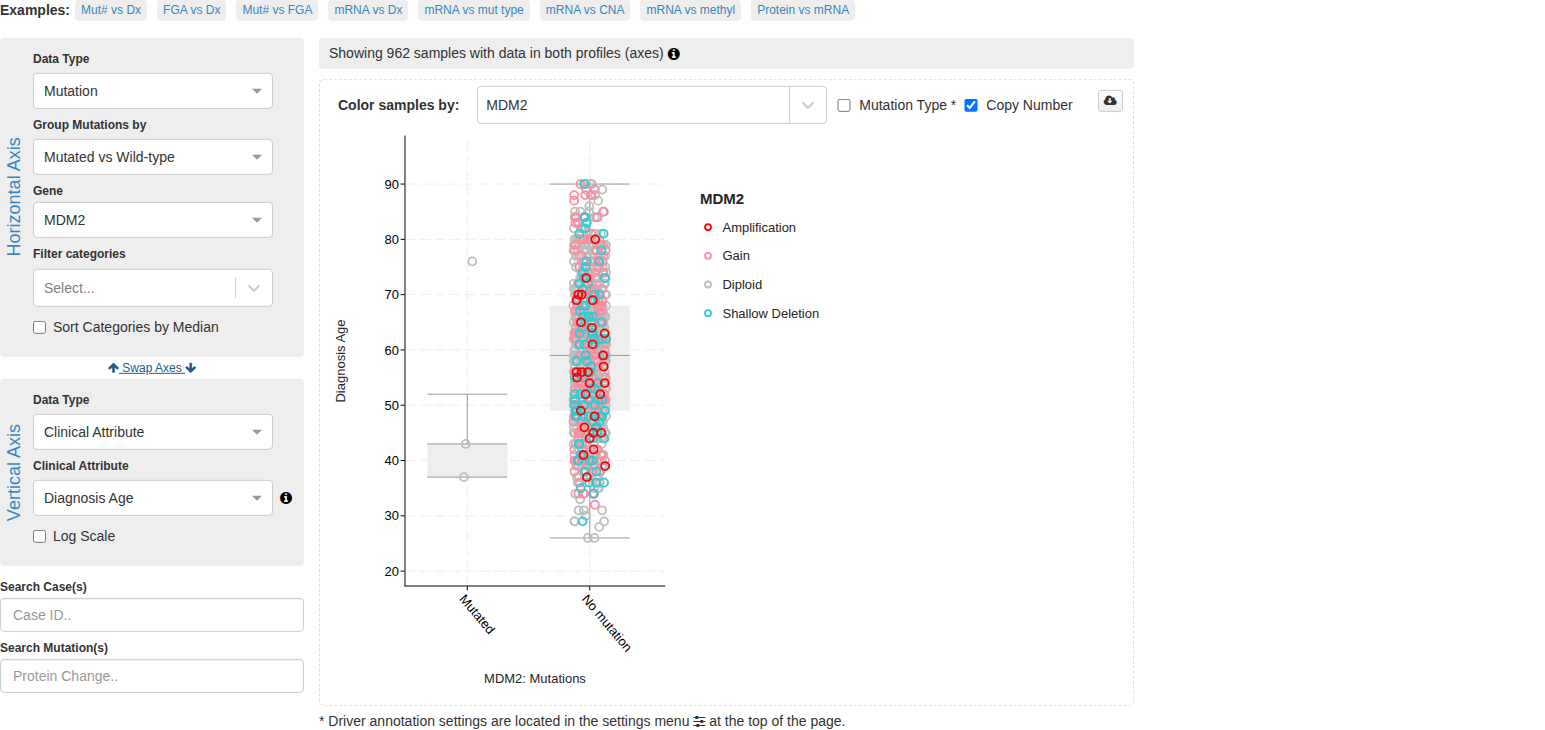 Examples: Mut# vs Dx FGA vs Dx Mut# vs FGA mRNA vs Dx mRNA vs mut type mRNA vs CNA mRNA vs methyl Protein vs mRNA
Horizontal Axis
Data Type
Mutation
Group Mutations by
Mutated vs Wild-type
Gene
MDM2
Filter categories
Select...
Sort Categories by Median
Swap Axes
Vertical Axis
Data Type
Clinical Attribute
Clinical Attribute
Diagnosis Age
Log Scale
Search Case(s)
Case ID..
Search Mutation(s)
Protein Change..
Showing 962 samples with data in both profiles (axes)
Color samples by: MDM2 Mutation Type * Copy Number
Diagnosis Age
90
80
70
60
50
40
30
20
Mutated
No mutation
MDM2: Mutations
MDM2
Amplification
Gain
Diploid
Shallow Deletion
* Driver annotation settings are located in the settings menu at the top of the page.